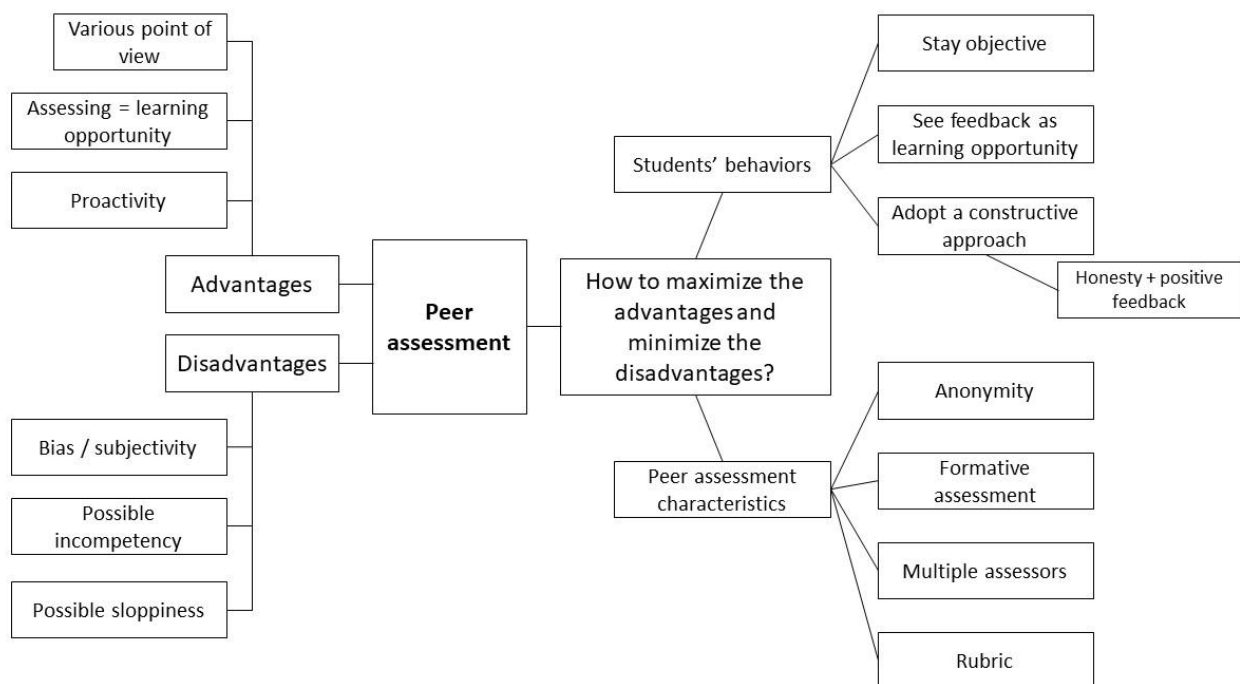 Various point of
view
Assessing = learning
opportunity
Proactivity
Advantages
Disadvantages
Bias / subjectivity
Possible
incompetency
Possible sloppiness
Peer
assessment
How to maximize the
advantages and
minimize the
disadvantages?
Students’ behaviors
Stay objective
See feedback as
learning opportunity
Adopt a constructive
approach
Honesty + positive
feedback
Peer assessment
characteristics
Anonymity
Formative
assessment
Multiple assessors
Rubric